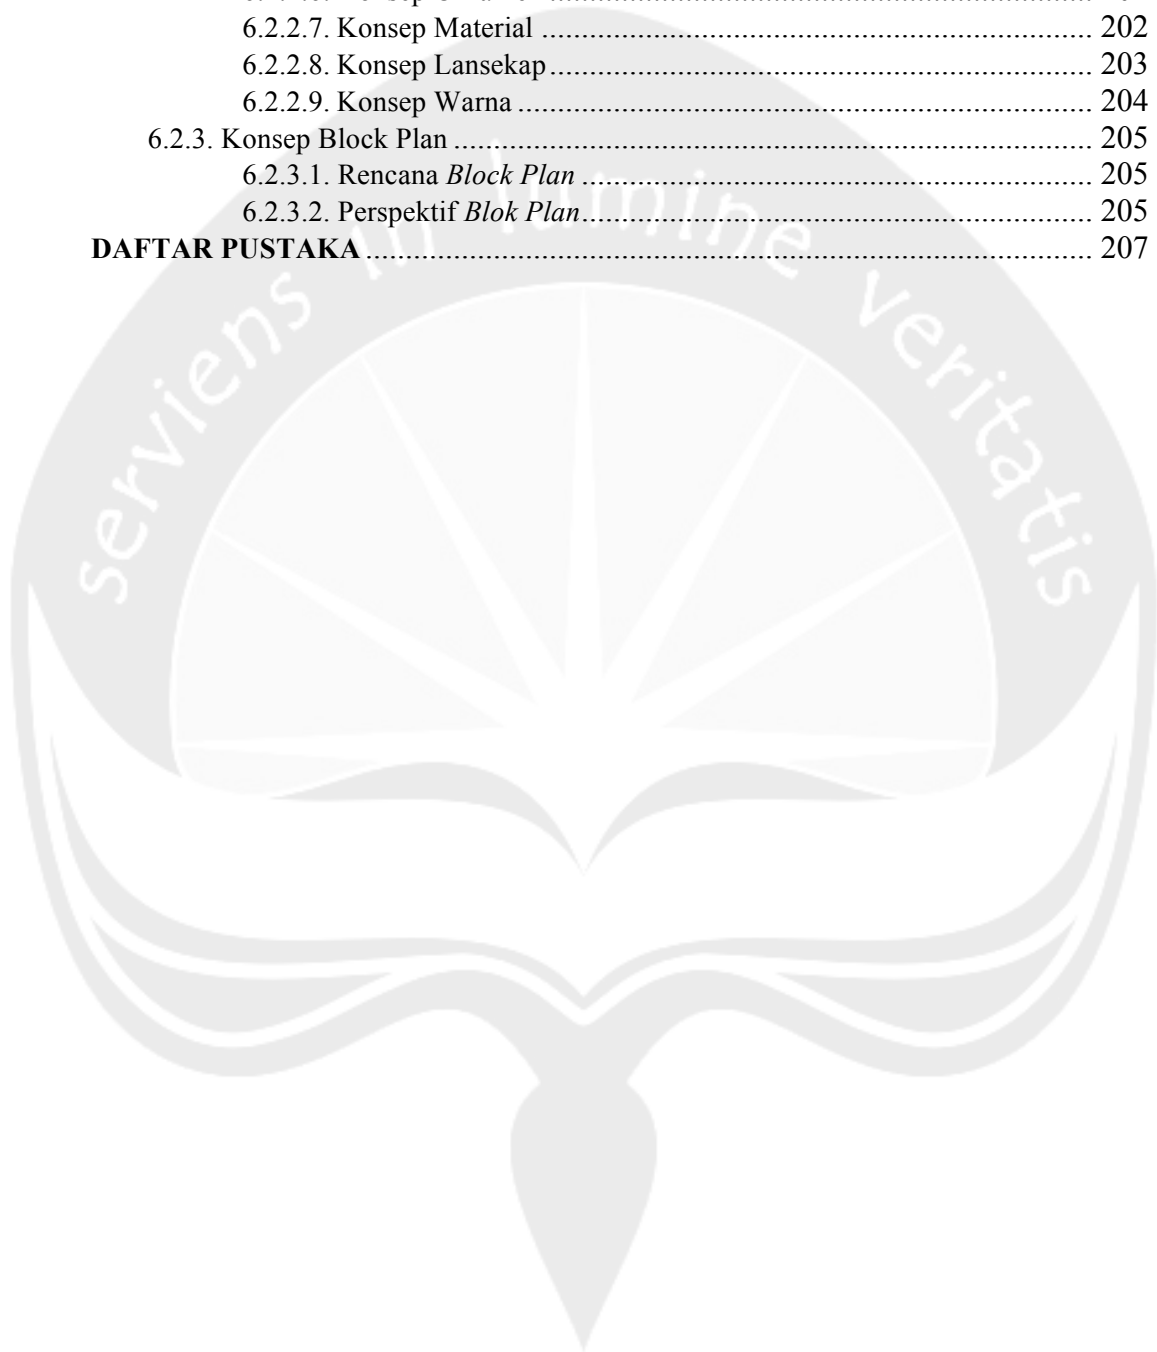 6.2.2.7. Konsep Material ........................................................................... 202
6.2.2.8. Konsep Lansekap .......................................................................... 203
6.2.2.9. Konsep Warna .............................................................................. 204
6.2.3. Konsep Block Plan ....................................................................................... 205
6.2.3.1. Rencana Block Plan ..................................................................... 205
6.2.3.2. Perspektif Blok Plan ..................................................................... 205
DAFTAR PUSTAKA ................................................................................................... 207
serviens in lumine veritatis